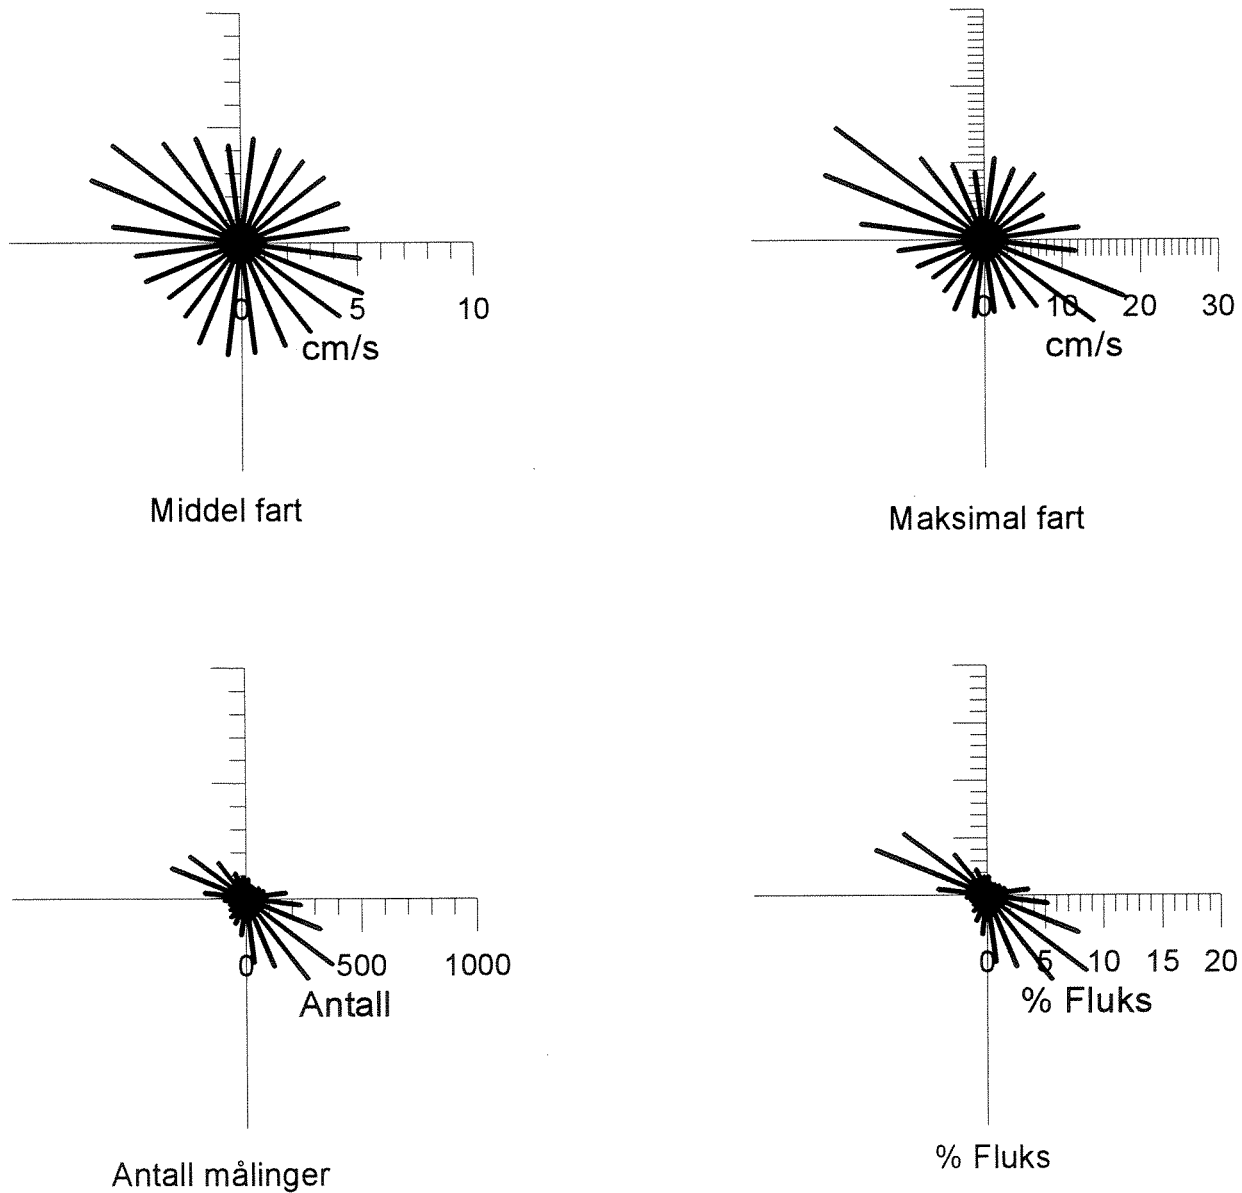 0 5 10
cm/s
Middel fart
0 10 20 30
cm/s
Maksimal fart
0 500 1000
Antall
Antall målinger
0 5 10 15 20
% Fluks
% Fluks